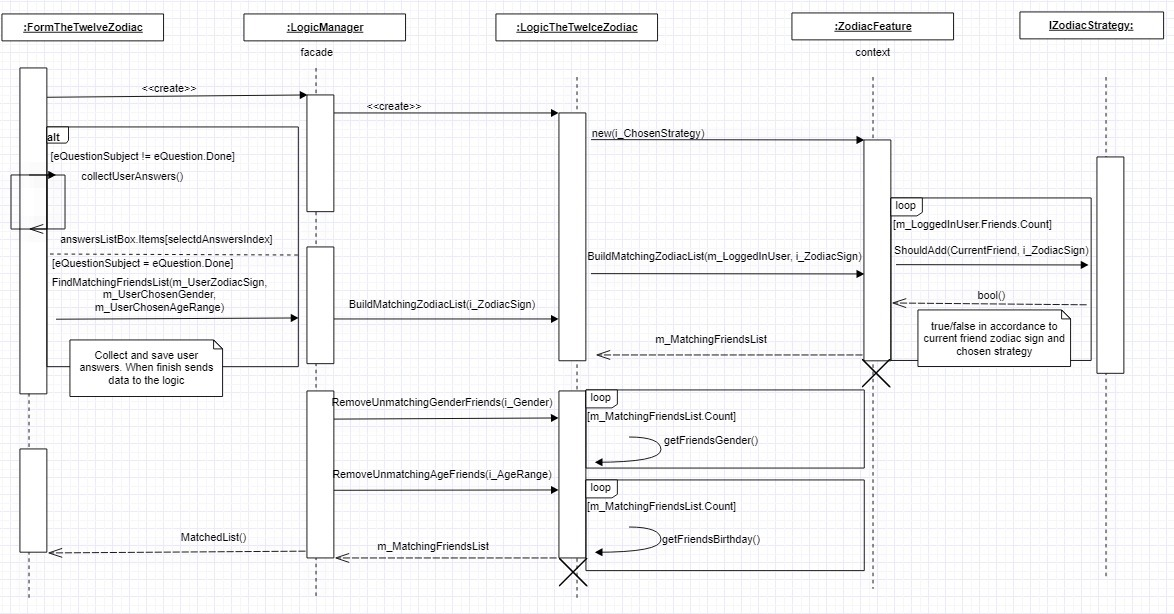 :FormTheTwelveZodiac)
:LogicManager
:LogicTheTwelceZodiac
:ZodiacFeature
IZodiacStrategy:
facade
context
<<create>>
<<create>>
new(i_ChosenStrategy)
alt
[eQuestionSubject != eQuestion.Done]
collectUserAnswers()
answersListBox.Items[selectdAnswersIndex]
[eQuestionSubject = eQuestion.Done]
FindMatchingFriendsList(m_UserZodiacSign,
m_UserChosenGender,
m_UserChosenAgeRange)
Collect and save user
answers. When finish sends
data to the logic
BuildMatchingZodiacList(i_ZodiacSign)
BuildMatchingZodiacList(m_LoggedInUser, i_ZodiacSign)
loop
[m_LoggedInUser.Friends.Count]
ShouldAdd(CurrentFriend, i_ZodiacSign)
bool()
true/false in accordance to
current friend zodiac sign and
chosen strategy
m_MatchingFriendsList
RemoveUnmatchingGenderFriends(i_Gender)
loop
[m_MatchingFriendsList.Count]
getFriendsGender()
RemoveUnmatchingAgeFriends(i_AgeRange)
loop
[m_MatchingFriendsList.Count]
getFriendsBirthday()
m_MatchingFriendsList
MatchedList()